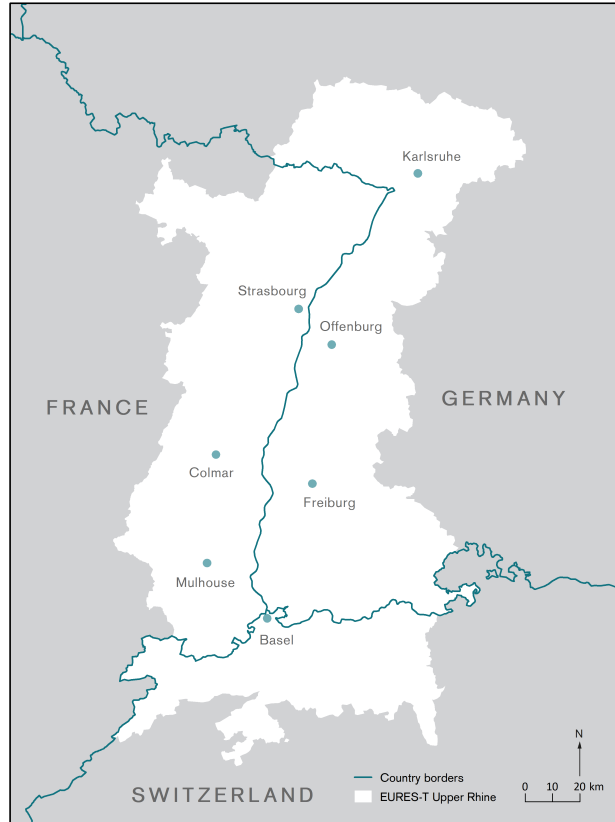 Karlsruhe
Strasbourg
Offenburg
FRANCE
GERMANY
Colmar
Freiburg
Mulhouse
Basel
N
Country borders
EURES-T Upper Rhine
0 10 20 km
SWITZERLAND